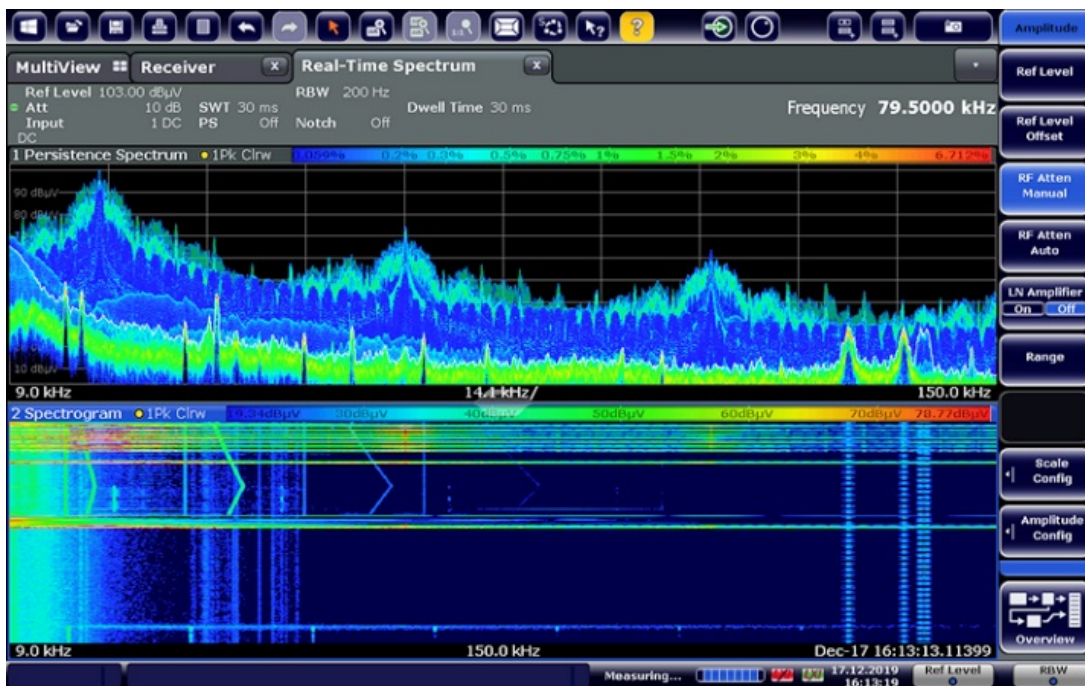 Amplitude
MultiView Receiver x Real-Time Spectrum x
Ref Level 103.00 dBµV RBW 200 Hz
Att 10 dB SWT 30 ms Dwell Time 30 ms Frequency 79.5000 kHz
Input 1 DC PS Off Notch Off
DC
1 Persistence Spectrum 1Pk Clrw 0.059% 0.2% 0.3% 0.5% 0.75% 1% 1.5% 2% 3% 4% 6.712%
90 dBµV
80 dBµV
10 dBµV
9.0 kHz 14.1 kHz/ 150.0 kHz
2 Spectrogram 1Pk Clrw 19.34dBµV 30dBµV 40dBµV 50dBµV 60dBµV 70dBµV 78.77dBµV
9.0 kHz 150.0 kHz Dec-17 16:13:13.11399
Measuring... 17.12.2019 Ref Level RBW
16:13:19
Ref Level
Ref Level
Offset
RF Atten
Manual
RF Atten
Auto
LN Amplifier
On Off
Range
Scale
Config
Amplitude
Config
Overview